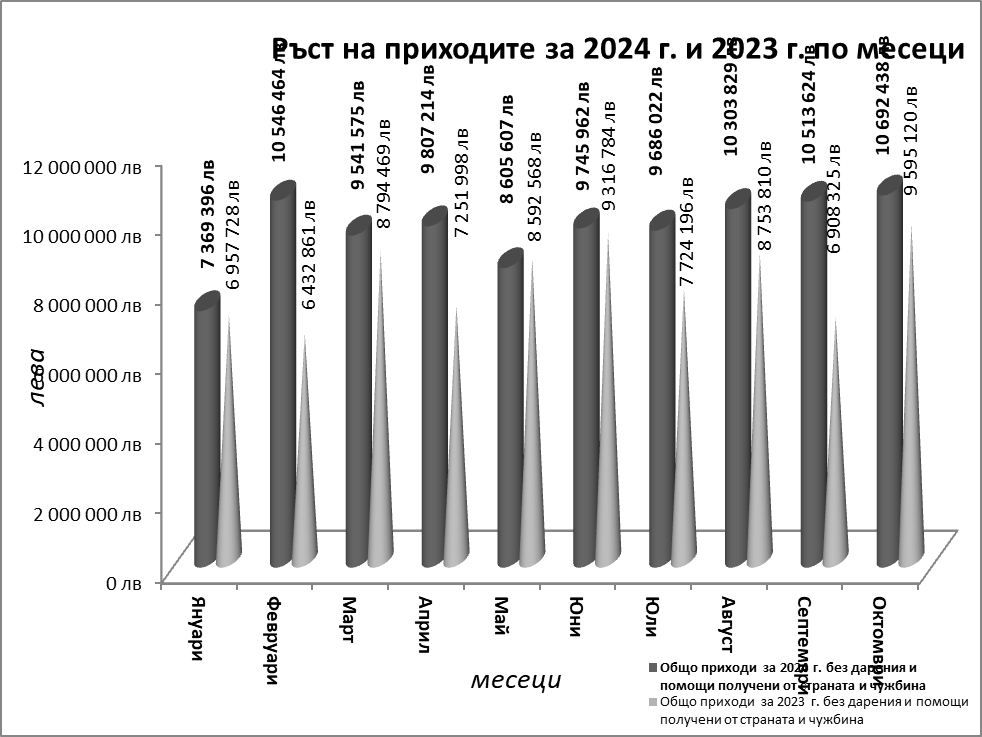 Ръст на приходите за 2024 г. и 2023 г. по месеци
10 546 464 лв
9 541 575 лв
8 794 469 лв
9 807 214 лв
7 251 998 лв
8 605 607 лв
8 592 568 лв
9 745 962 лв
9 316 784 лв
9 686 022 лв
7 724 196 лв
10 303 829 лв
8 753 810 лв
10 513 624 лв
6 908 325 лв
10 692 438 лв
9 595 120 лв
7 369 396 лв
6 957 728 лв
6 432 861 лв
12 000 000 лв
10 000 000 лв
8 000 000 лв
6 000 000 лв
4 000 000 лв
2 000 000 лв
0 лв
лева
Януари
Февруари
Март
Април
Май
Юни
Юли
Август
Септември
Октомври
месеци
Общо приходи за 2024 г. без дарения и
помощи получени от страната и чужбина
Общо приходи за 2023 г. без дарения и помощи
получени от страната и чужбина